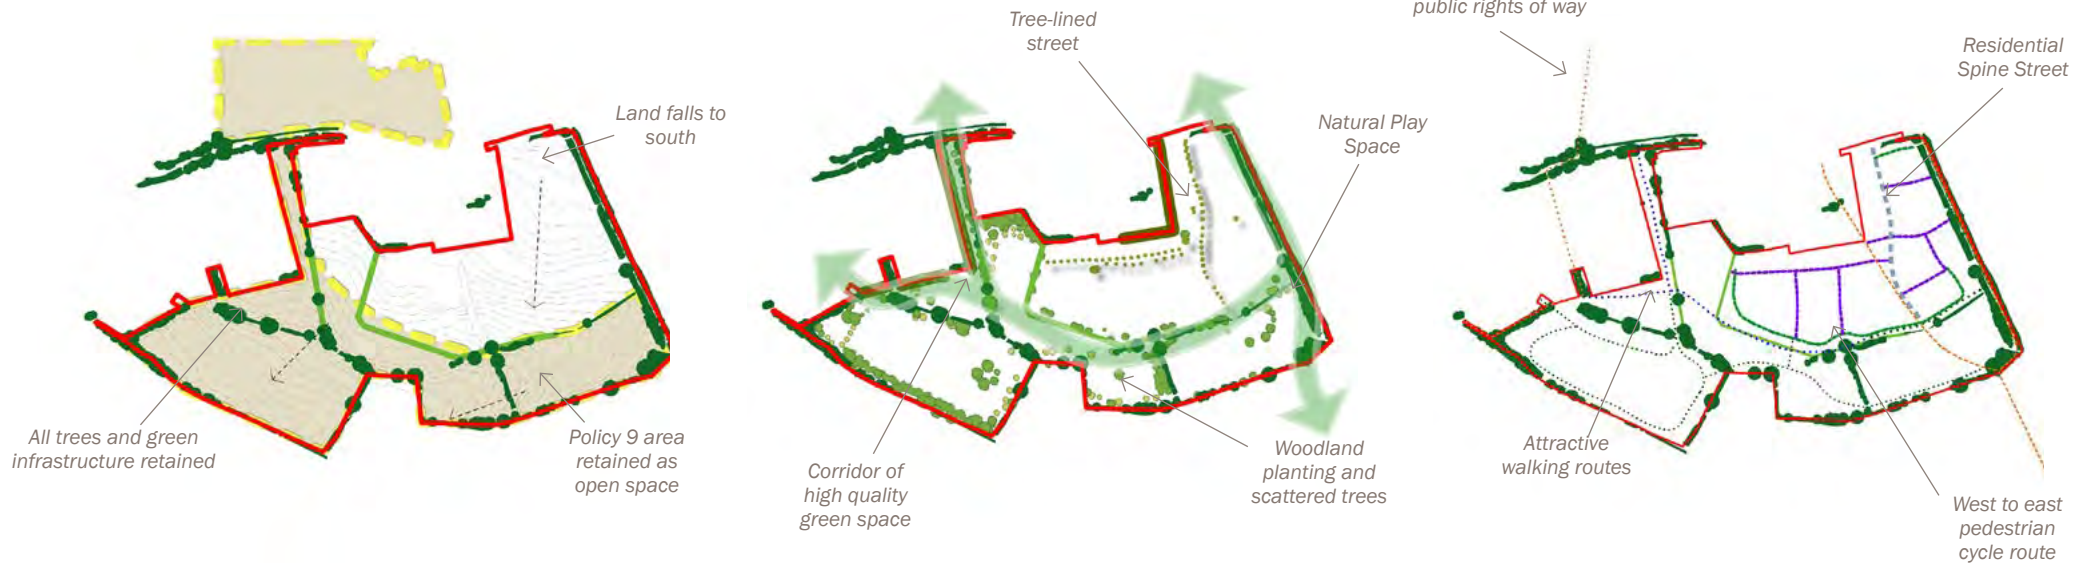 Land falls to
south
All trees and green
infrastructure retained
Policy 9 area
retained as
open space
Tree-lined
street
Natural Play
Space
Corridor of
high quality
green space
Woodland
planting and
scattered trees
public rights of way
Residential
Spine Street
Attractive
walking routes
West to east
pedestrian
cycle route